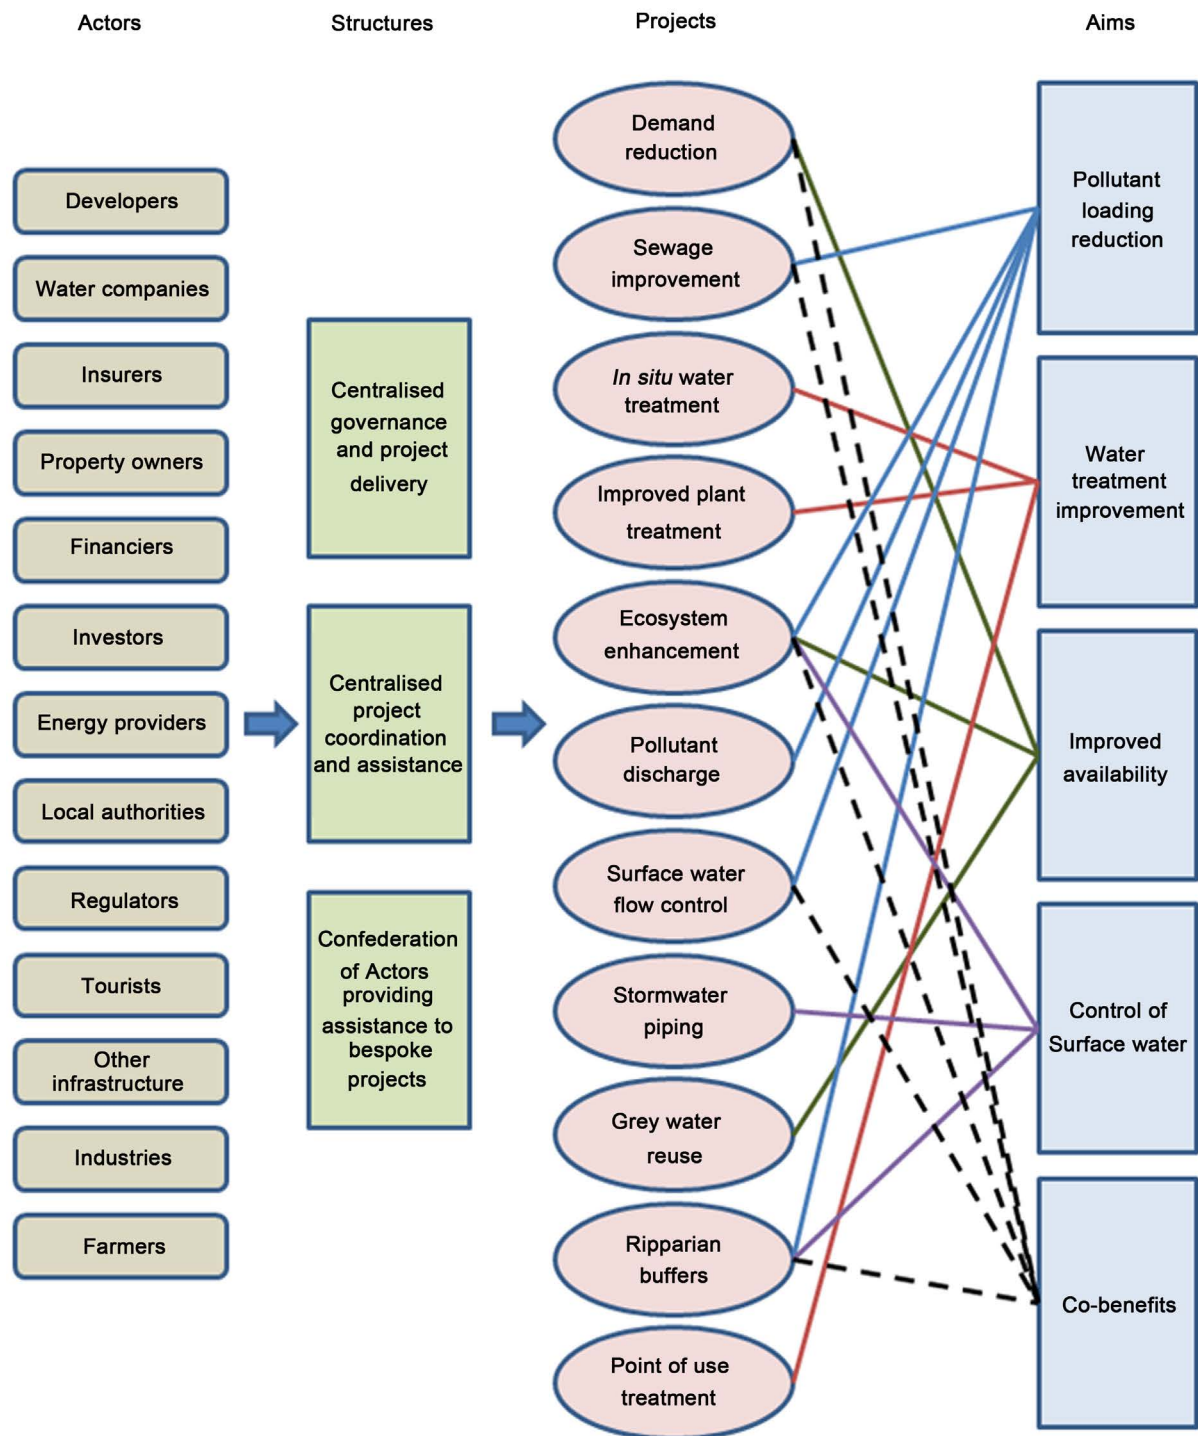 Actors
Structures
Projects
Aims
Developers
Water companies
Insurers
Property owners
Financiers
Investors
Energy providers
Local authorities
Regulators
Tourists
Other
infrastructure
Industries
Farmers
Centralised
governance
and project
delivery
Centralised
project
coordination
and assistance
Confederation
of Actors
providing
assistance to
bespoke
projects
Demand
reduction
Sewage
improvement
In situ water
treatment
Improved plant
treatment
Ecosystem
enhancement
Pollutant
discharge
Surface water
flow control
Stormwater
piping
Grey water
reuse
Ripparian
buffers
Point of use
treatment
Pollutant
loading
reduction
Water
treatment
improvement
Improved
availability
Control of
Surface water
Co-benefits